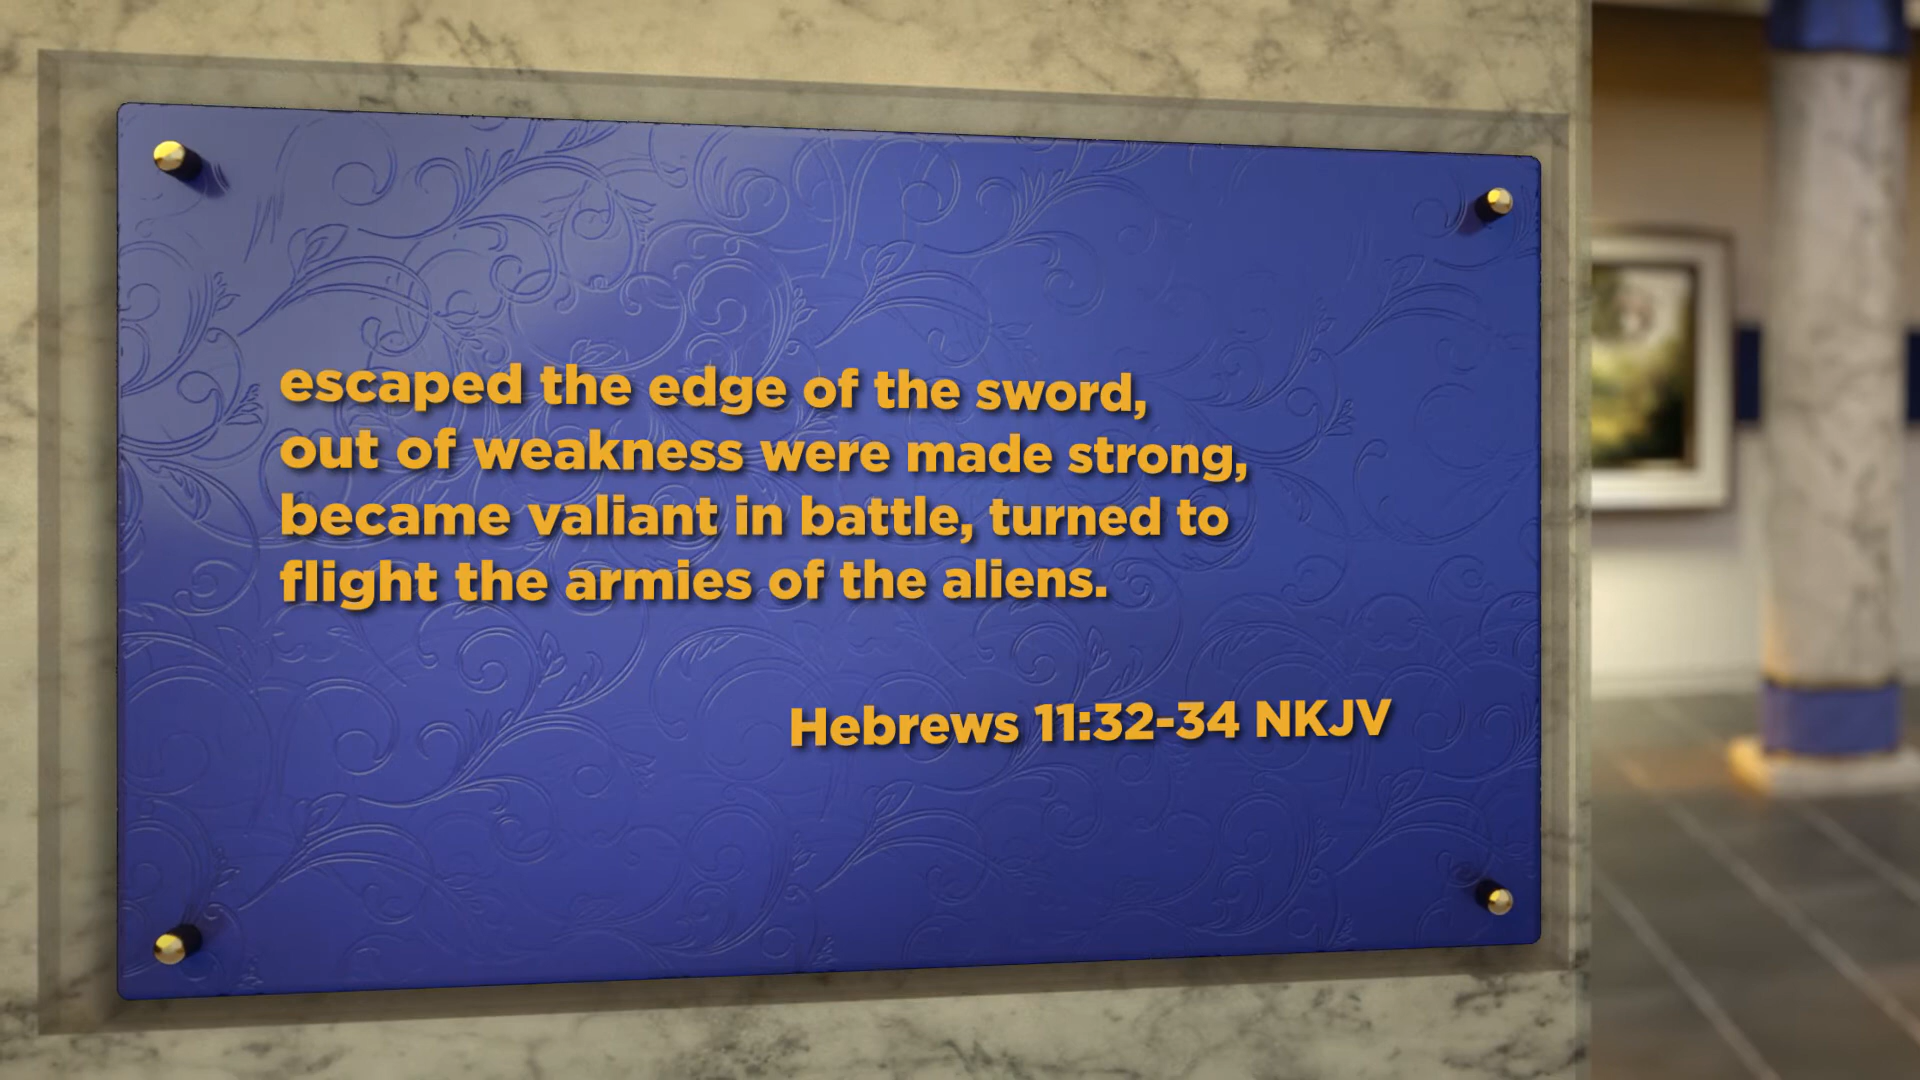 escaped the edge of the sword,
out of weakness were made strong,
became valiant in battle, turned to
flight the armies of the aliens.
Hebrews 11:32-34 NKJV